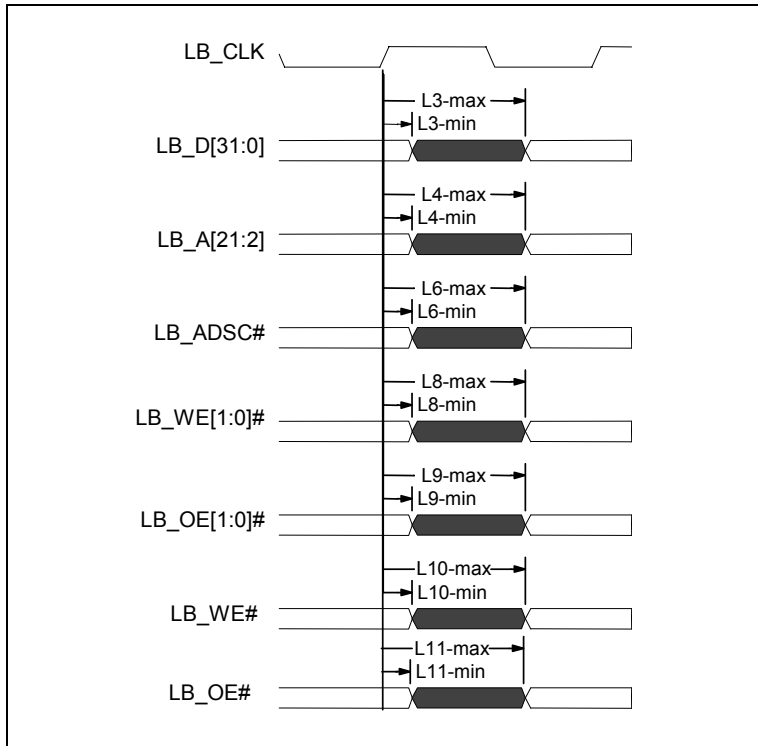 LB_CLK
L3-max
L3-min
LB_D[31:0]
L4-max
L4-min
LB_A[21:2]
L6-max
L6-min
LB_ADSC#
L8-max
L8-min
LB_WE[1:0]#
L9-max
L9-min
LB_OE[1:0]#
L10-max
L10-min
LB_WE#
L11-max
L11-min
LB_OE#